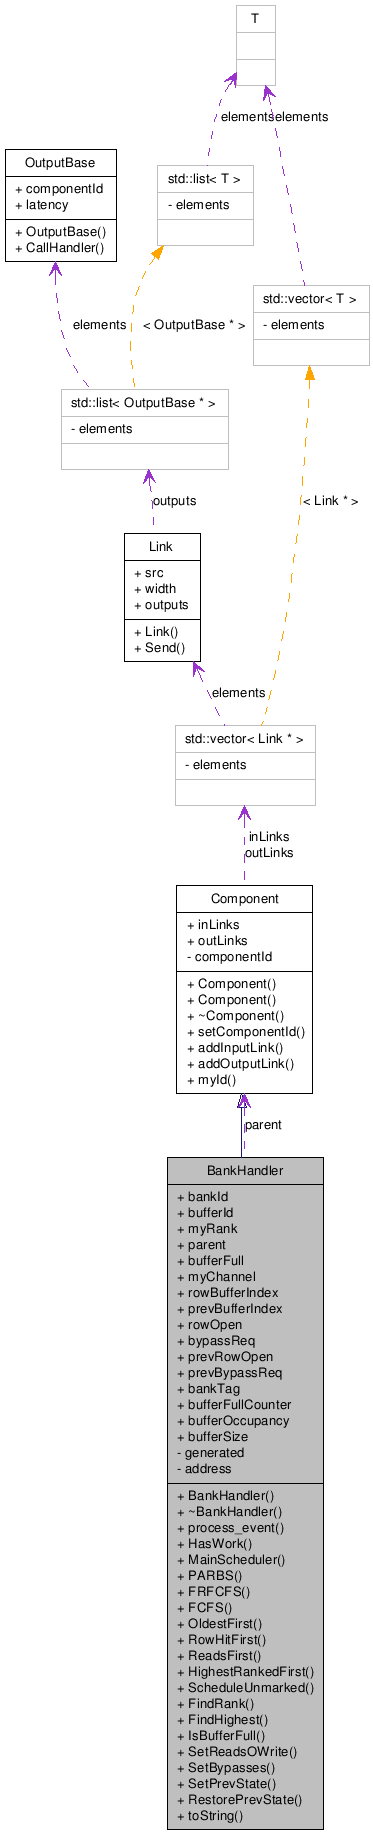 T
elements
elements
OutputBase
+ componentId
+ latency
+ OutputBase()
+ CallHandler()
std::list< T >
- elements
std::vector< T >
- elements
elements
< OutputBase * >
std::list< OutputBase * >
- elements
outputs
< Link * >
Link
+ src
+ width
+ outputs
+ Link()
+ Send()
elements
std::vector< Link * >
- elements
inLinks
outLinks
Component
+ inLinks
+ outLinks
- componentId
+ Component()
+ Component()
+ ~Component()
+ setComponentId()
+ addInputLink()
+ addOutputLink()
+ myId()
parent
BankHandler
+ bankId
+ bufferId
+ myRank
+ parent
+ bufferFull
+ myChannel
+ rowBufferIndex
+ prevBufferIndex
+ rowOpen
+ bypassReq
+ prevRowOpen
+ prevBypassReq
+ bankTag
+ bufferFullCounter
+ bufferOccupancy
+ bufferSize
- generated
- address
+ BankHandler()
+ ~BankHandler()
+ process_event()
+ HasWork()
+ MainScheduler()
+ PARBS()
+ FRFCFS()
+ FCFS()
+ OldestFirst()
+ RowHitFirst()
+ ReadsFirst()
+ HighestRankedFirst()
+ ScheduleUnmarked()
+ FindRank()
+ FindHighest()
+ IsBufferFull()
+ SetReadsOWrite()
+ SetBypasses()
+ SetPrevState()
+ RestorePrevState()
+ toString()